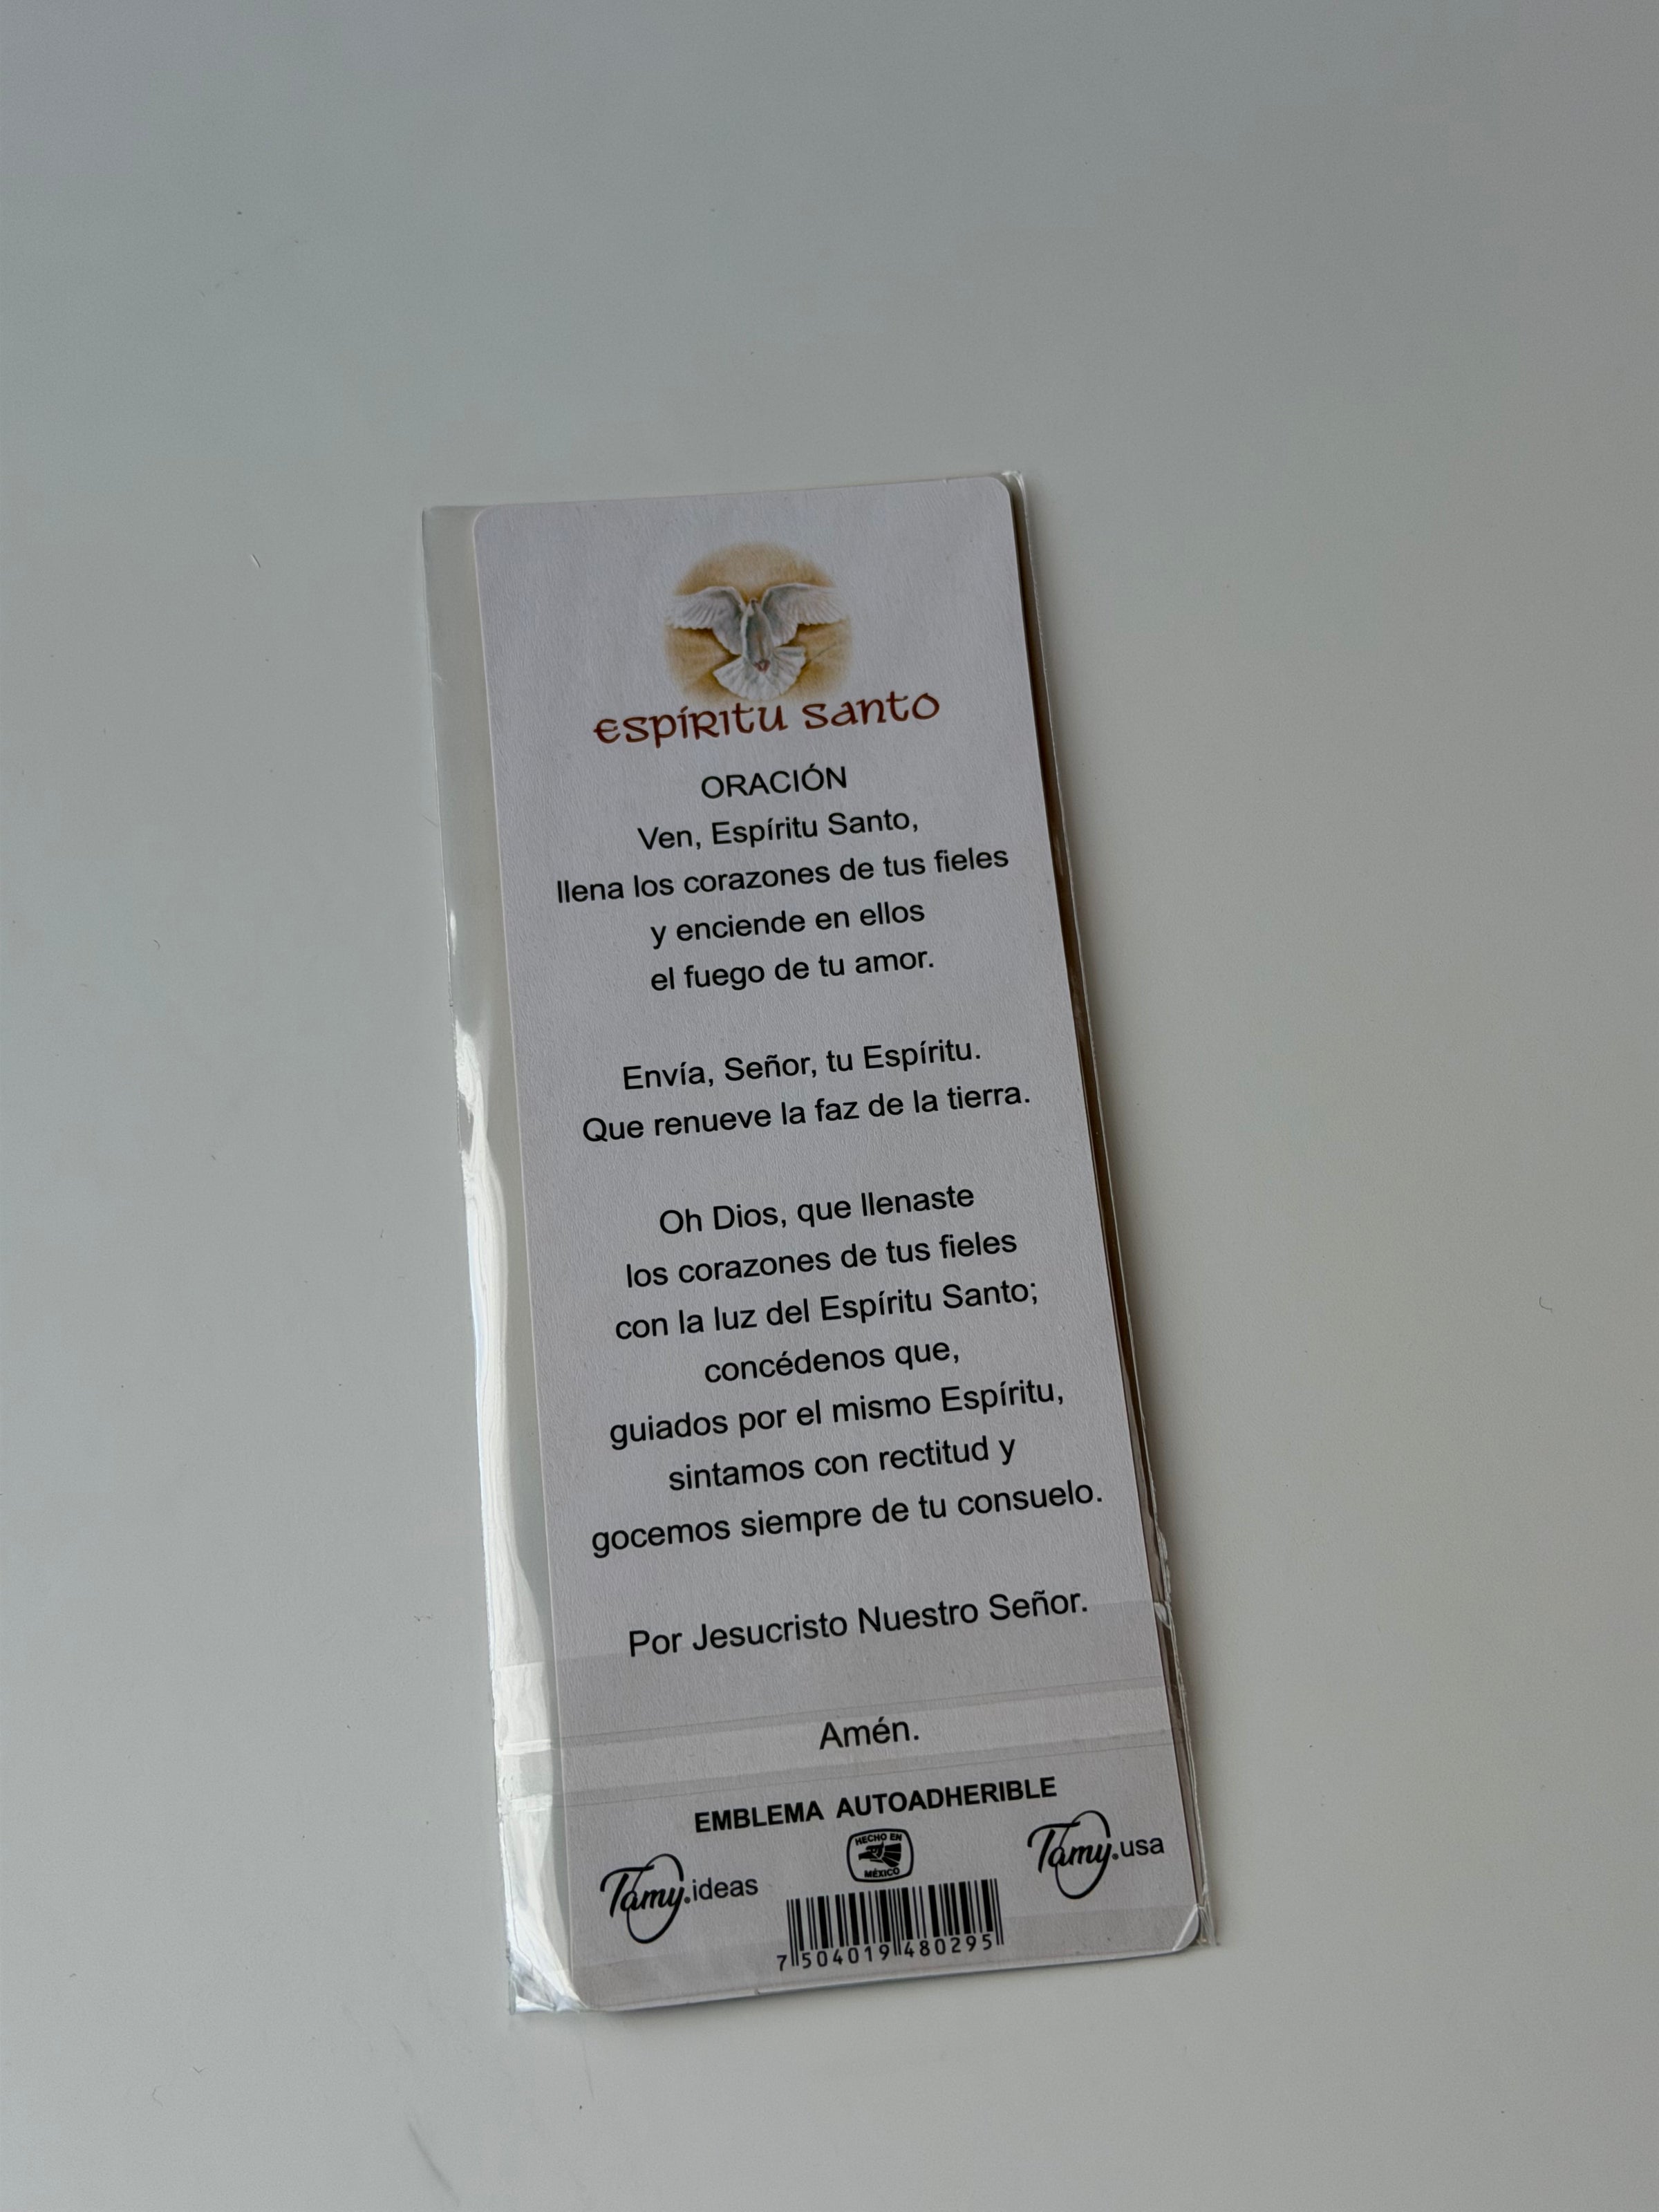 ESPÍRITU SANTO
ORACIÓN
Ven, Espíritu Santo,
llena los corazones de tus fieles
y enciende en ellos
el fuego de tu amor.
Envía, Señor, tu Espíritu.
Que renueve la faz de la tierra.
Oh Dios, que llenaste
los corazones de tus fieles
con la luz del Espíritu Santo;
concédenos que,
guiados por el mismo Espíritu,
sintamos con rectitud y
gocemos siempre de tu consuelo.
Por Jesucristo Nuestro Señor.
Amén.
EMBLEMA AUTOADHERIBLE
Tamy.ideas
HECHO EN
MÉXICO
Tamy.usa
7 504019 480295